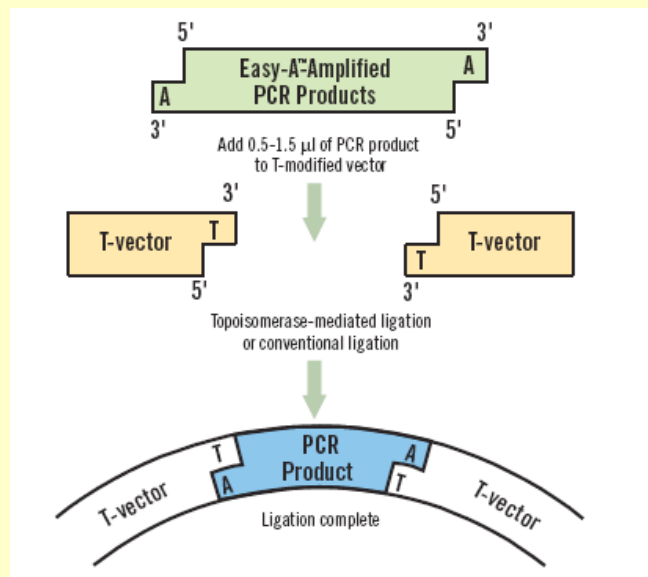 5' 3'
Easy-A™-Amplified A
A PCR Products
3' 5'
Add 0.5-1.5 µl of PCR product
to T-modified vector
3' 5'
T-vector T T-vector
T
5' 3'
Topoisomerase-mediated ligation
or conventional ligation
T PCR A
A Product T
T-vector T-vector
Ligation complete